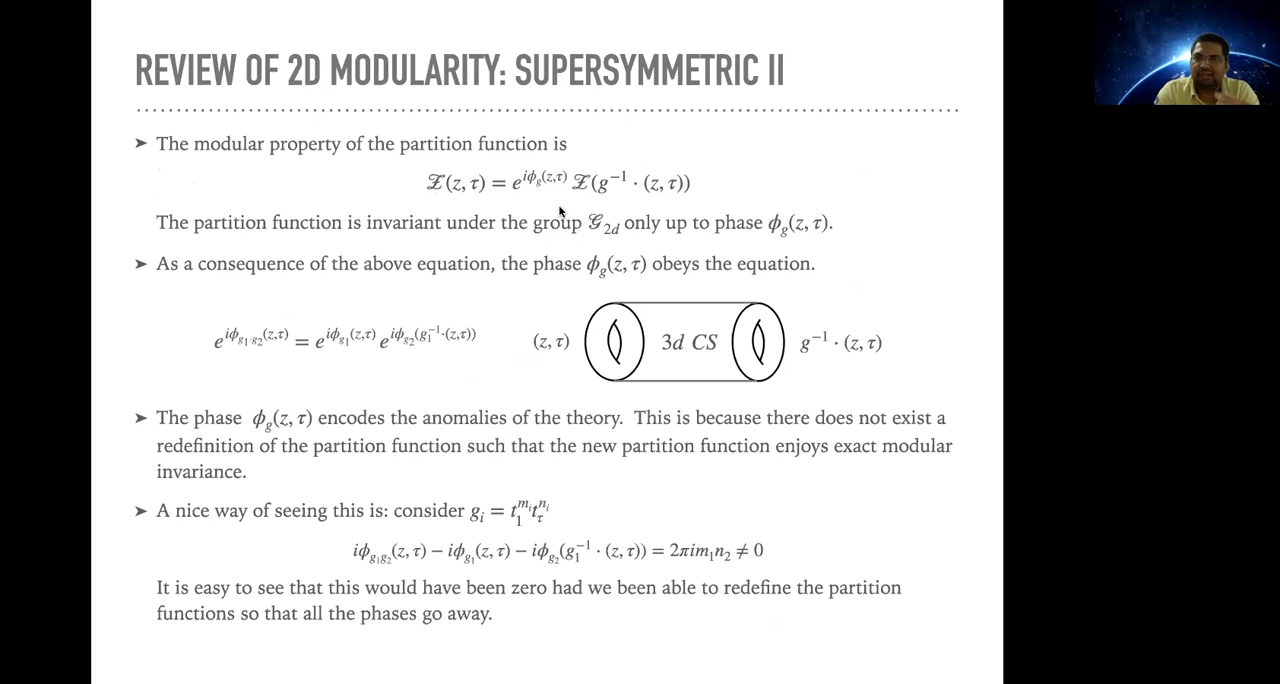 REVIEW OF 2D MODULARITY: SUPERSYMMETRIC II
➤ The modular property of the partition function is
𝒵(z, τ) = e^{iϕ_g(z,τ)} 𝒵(g^{−1} · (z, τ))
The partition function is invariant under the group 𝒢_{2d} only up to phase ϕ_g(z, τ).
➤ As a consequence of the above equation, the phase ϕ_g(z, τ) obeys the equation.
e^{iϕ_{g_1·g_2}(z,τ)} = e^{iϕ_{g_1}(z,τ)} e^{iϕ_{g_2}(g_1^{−1}·(z,τ))} (z, τ) 3d CS g^{−1} · (z, τ)
➤ The phase ϕ_g(z, τ) encodes the anomalies of the theory. This is because there does not exist a
redefinition of the partition function such that the new partition function enjoys exact modular
invariance.
➤ A nice way of seeing this is: consider g_i = t_1^{m_i} t_τ^{n_i}
iϕ_{g_1g_2}(z, τ) − iϕ_{g_1}(z, τ) − iϕ_{g_2}(g_1^{−1} · (z, τ)) = 2πim_1n_2 ≠ 0
It is easy to see that this would have been zero had we been able to redefine the partition
functions so that all the phases go away.